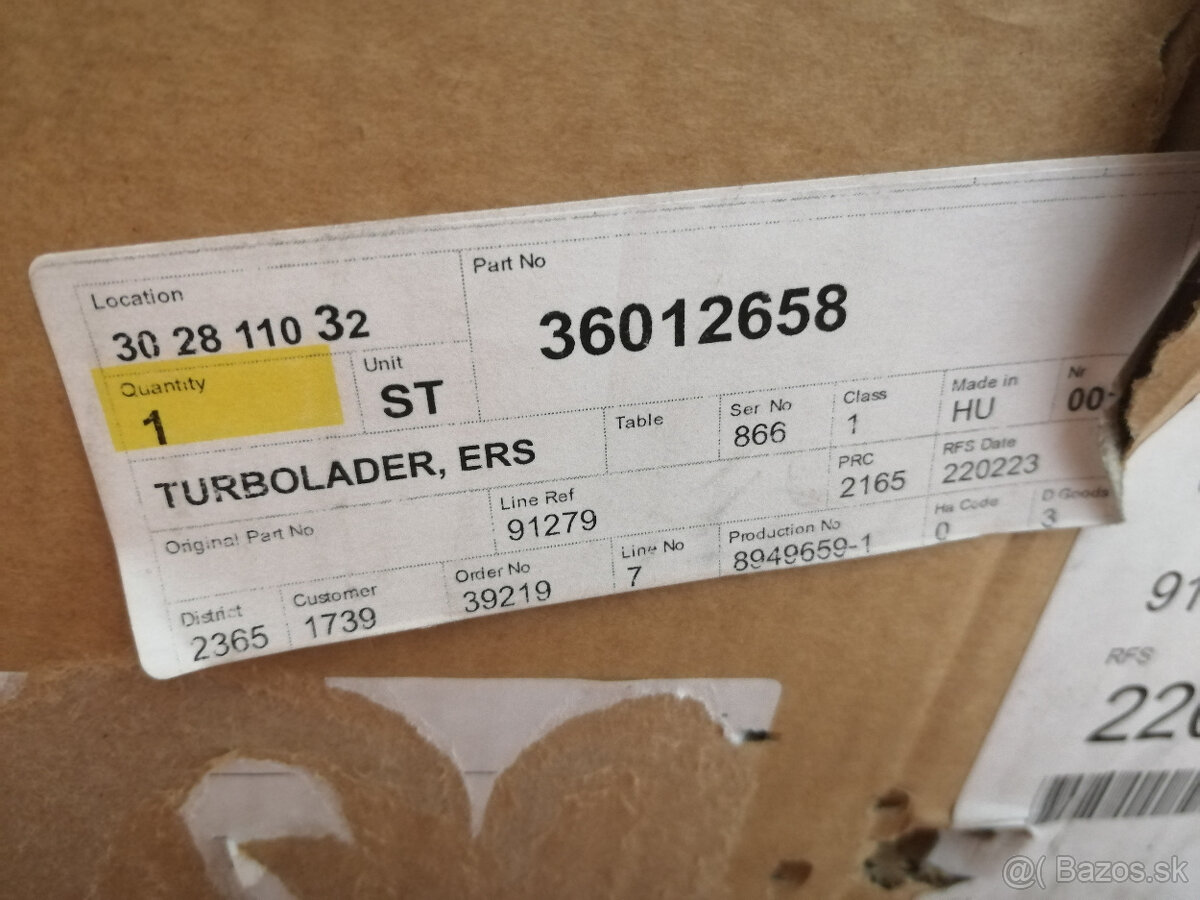 Location
30 28 110 32
Part No
36012658
Quantity
1
Unit
ST
TURBOLADER, ERS
Table
Ser No
866
Class
1
Made in
HU
Nr
00-
Original Part No
Line Ref
91279
PRC
2165
RFS Date
220223
District
2365
Customer
1739
Order No
39219
Line No
7
Production No
8949659-1
Ha Code
0
D Goods
3
91
RFS
220
@( Bazos.sk